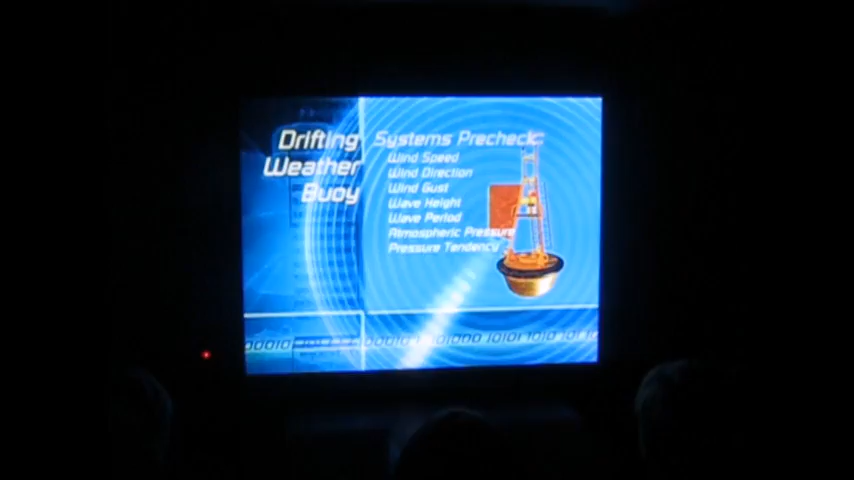 Drifting
Weather
Buoy
Systems Precheck:
Wind Speed
Wind Direction
Wind Gust
Wave Height
Wave Period
Atmospheric Pressure
Pressure Tendency